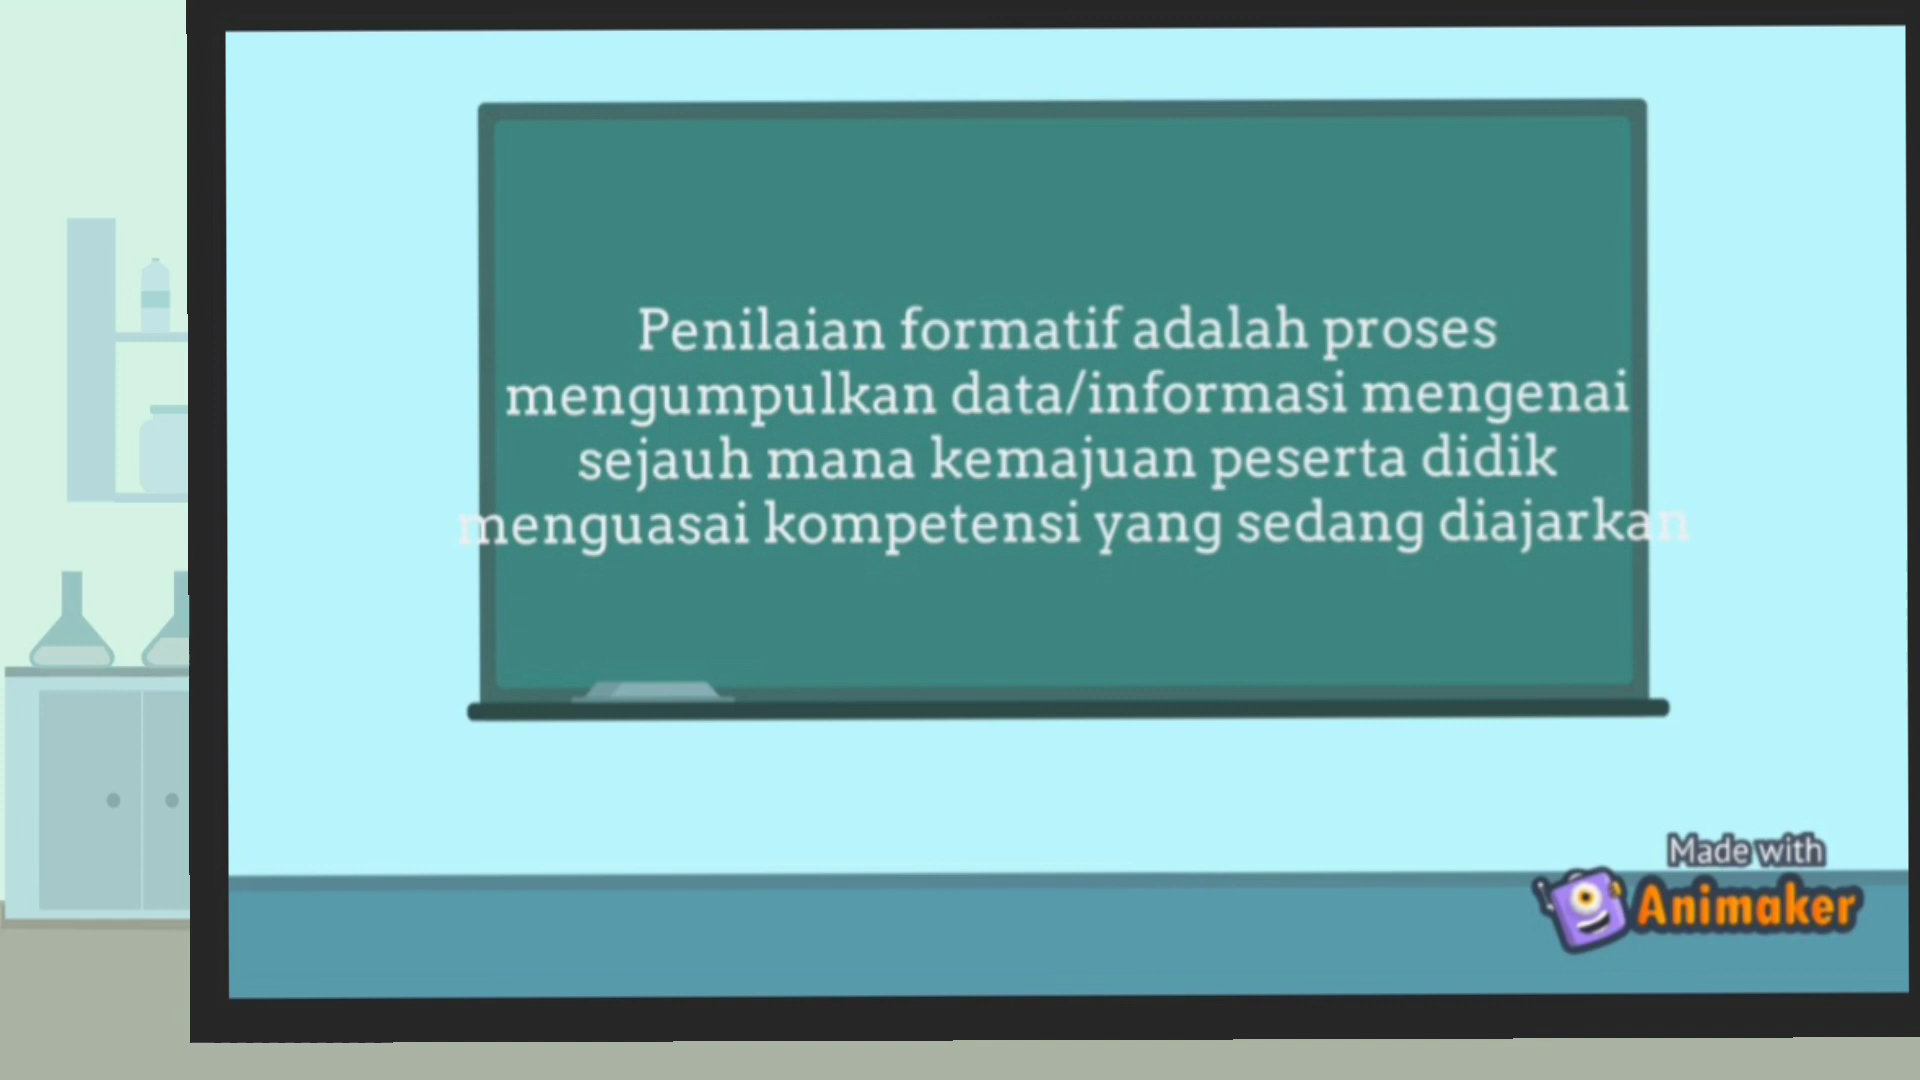 Penilaian formatif adalah proses
mengumpulkan data/informasi mengenai
sejauh mana kemajuan peserta didik
menguasai kompetensi yang sedang diajarkan
Made with
Animaker